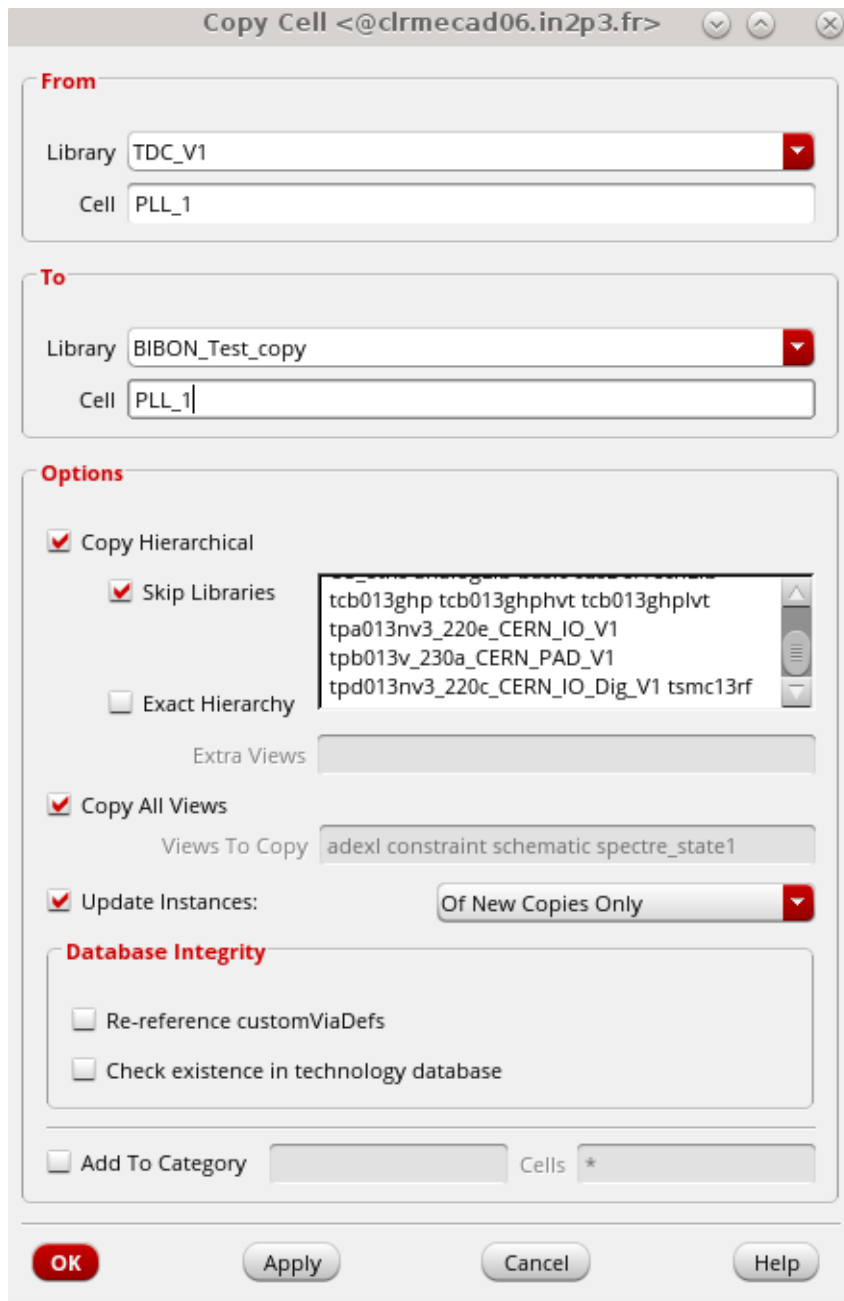 Copy Cell <@clrmecad06.in2p3.fr>
From
Library TDC_V1
Cell PLL_1
To
Library BIBON_Test_copy
Cell PLL_1
Options
Copy Hierarchical
Skip Libraries
tcb013ghp tcb013ghphvt tcb013ghplvt
tpa013nv3_220e_CERN_IO_V1
tpb013v_230a_CERN_PAD_V1
tpd013nv3_220c_CERN_IO_Dig_V1 tsmc13rf
Exact Hierarchy
Extra Views
Copy All Views
Views To Copy adexl constraint schematic spectre_state1
Update Instances: Of New Copies Only
Database Integrity
Re-reference customViaDefs
Check existence in technology database
Add To Category Cells *
OK Apply Cancel Help